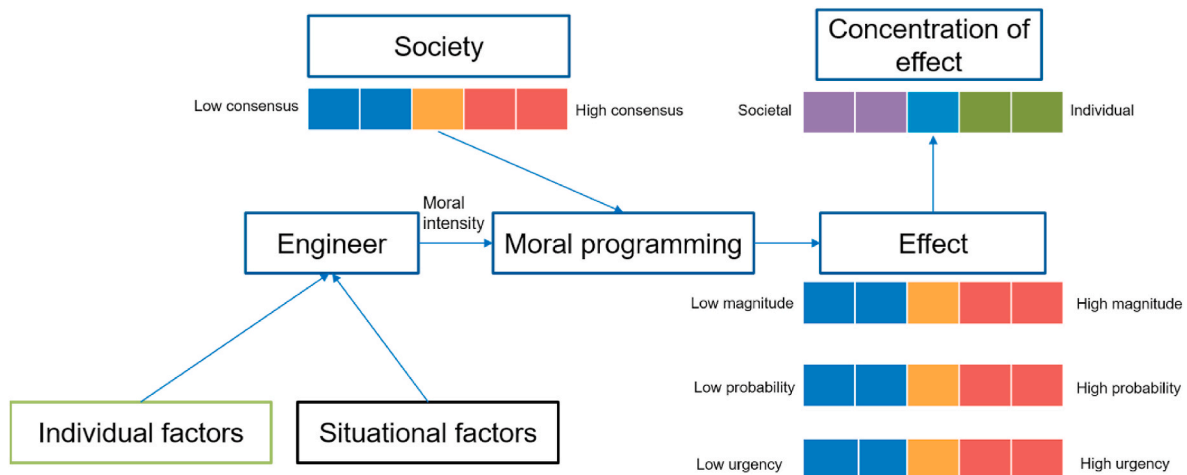 Society
Concentration of
effect
Low consensus
High consensus
Societal
Individual
Moral
intensity
Engineer
Moral programming
Effect
Low magnitude
High magnitude
Low probability
High probability
Individual factors
Situational factors
Low urgency
High urgency